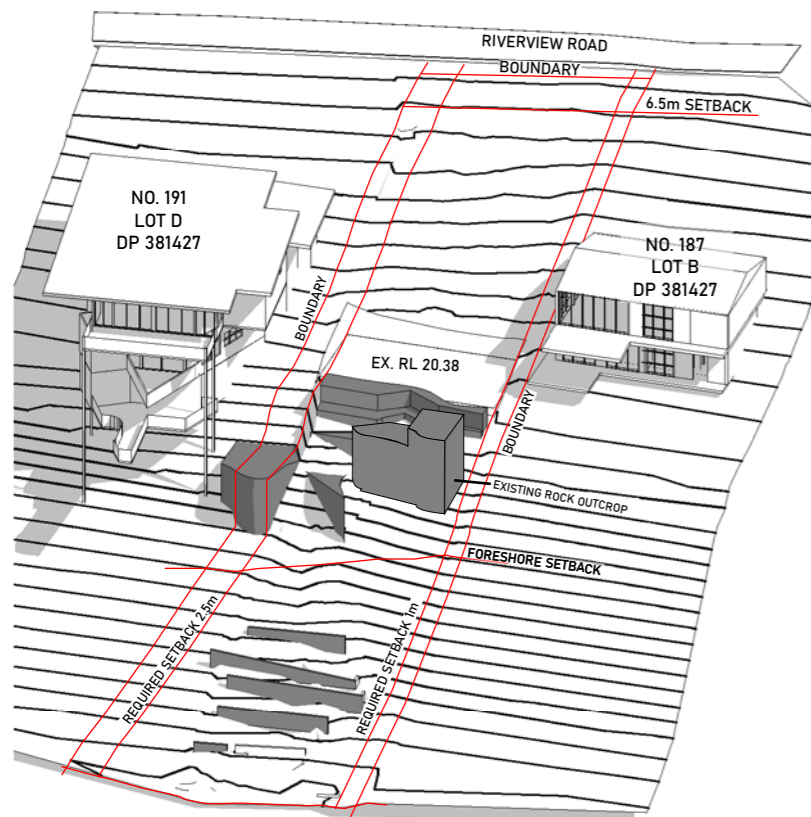 RIVERVIEW ROAD
BOUNDARY
6.5m SETBACK
NO. 191
LOT D
DP 381427
NO. 187
LOT B
DP 381427
BOUNDARY
EX. RL 20.38
BOUNDARY
EXISTING ROCK OUTCROP
FORESHORE SETBACK
REQUIRED SETBACK 2.5m
REQUIRED SETBACK 1m